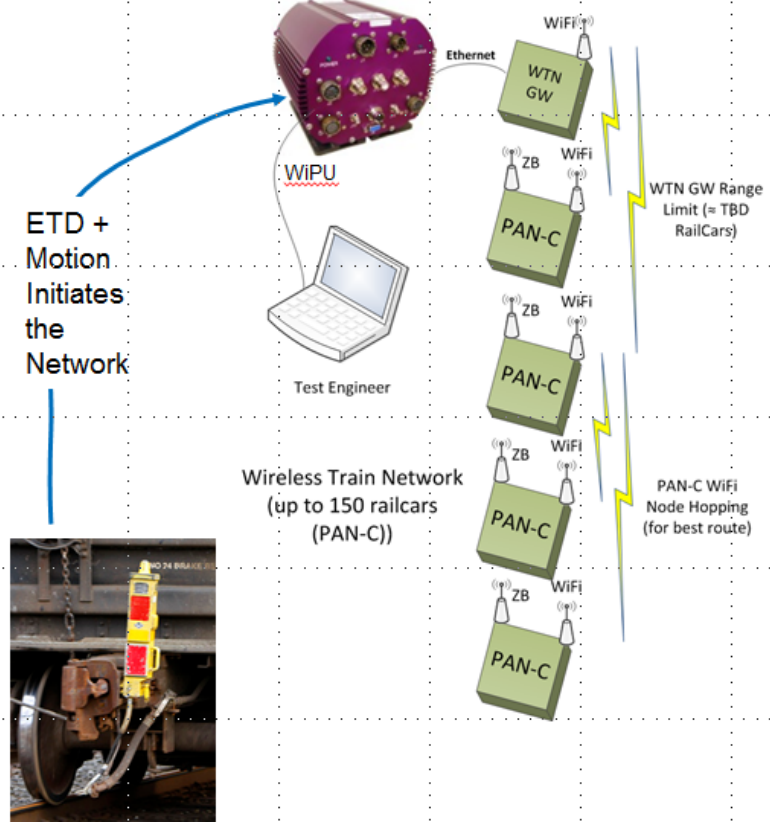 WiFi
Ethernet
WTN
GW
POWER
WiPU
ZB
WiFi
PAN-C
WTN GW Range
Limit (≈ TBD
RailCars)
ETD +
Motion
Initiates
the
Network
Test Engineer
ZB
WiFi
PAN-C
Wireless Train Network
(up to 150 railcars
(PAN-C))
ZB
WiFi
PAN-C
PAN-C WiFi
Node Hopping
(for best route)
NO 24 BRAKE
ZB
WiFi
PAN-C